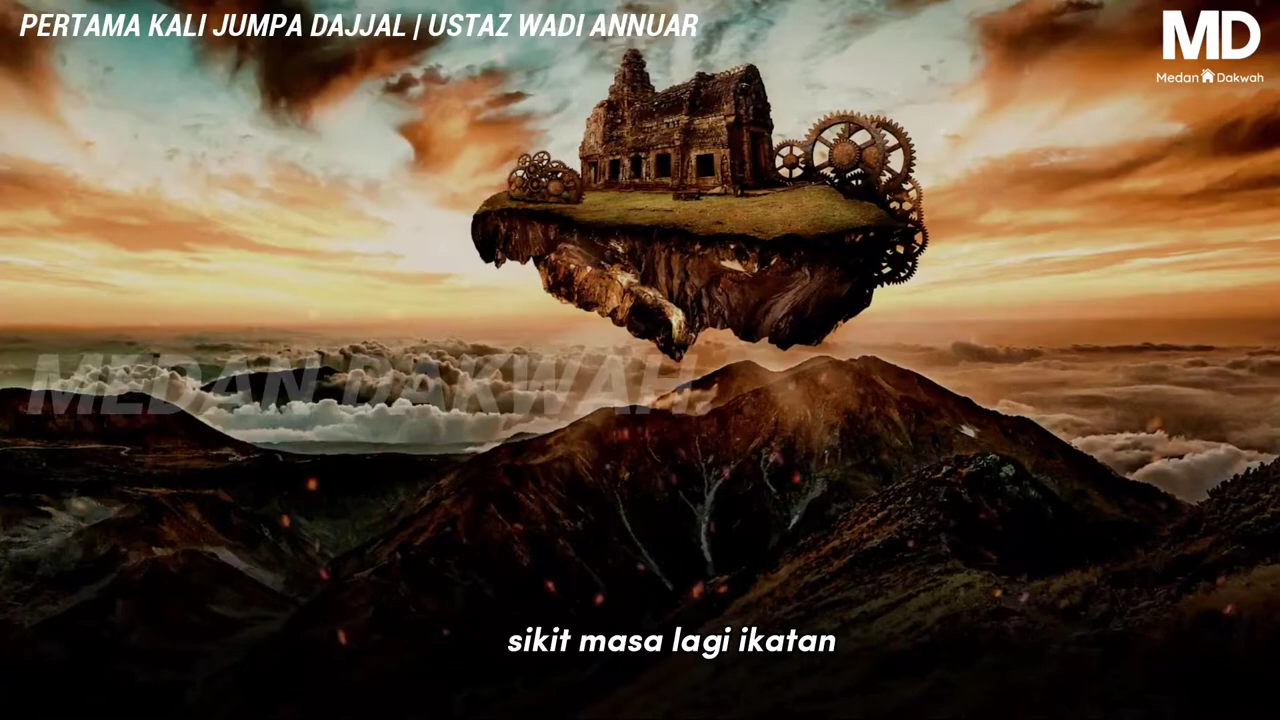 PERTAMA KALI JUMPA DAJJAL | USTAZ WADI ANNUAR
MD
Medan Dakwah
MEDAN DAKWAH
sikit masa lagi ikatan